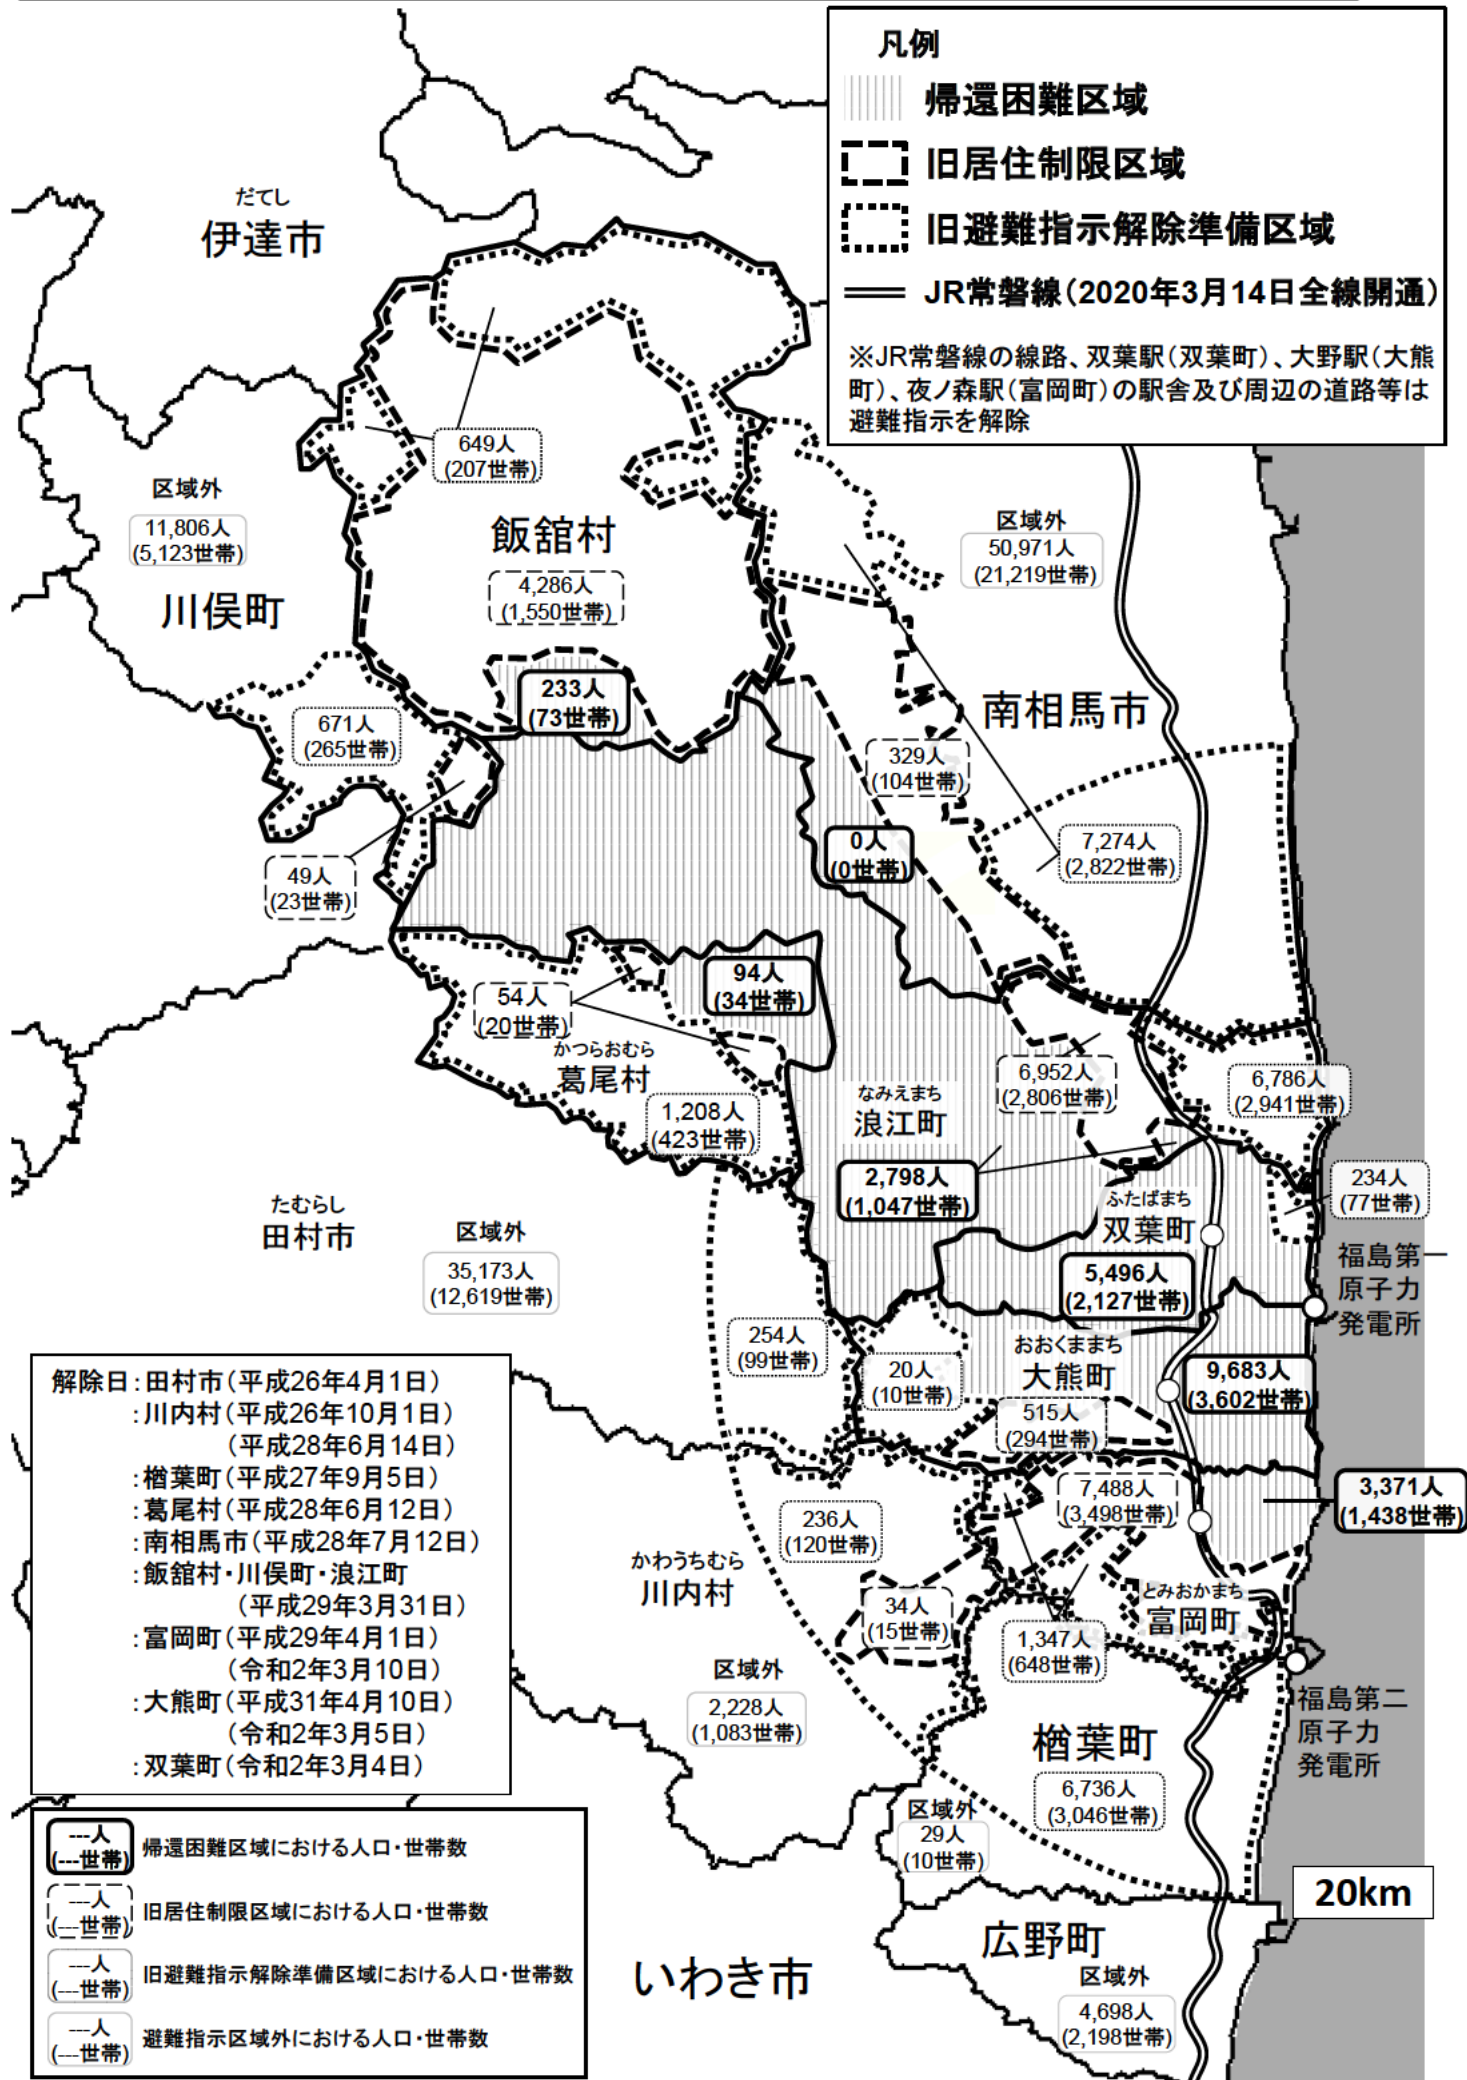 凡例
帰還困難区域
旧居住制限区域
旧避難指示解除準備区域
JR常磐線（2020年3月14日全線開通）
※JR常磐線の線路、双葉駅（双葉町）、大野駅（大熊
町）、夜ノ森駅（富岡町）の駅舎及び周辺の道路等は
避難指示を解除
だてし
伊達市
649人
(207世帯)
区域外
11,806人
(5,123世帯)
川俣町
飯舘村
4,286人
(1,550世帯)
区域外
50,971人
(21,219世帯)
233人
(73世帯)
671人
(265世帯)
南相馬市
329人
(104世帯)
0人
(0世帯)
7,274人
(2,822世帯)
49人
(23世帯)
94人
(34世帯)
54人
(20世帯)
かつらおむら
葛尾村
1,208人
(423世帯)
なみえまち
浪江町
6,952人
(2,806世帯)
6,786人
(2,941世帯)
2,798人
(1,047世帯)
234人
(77世帯)
ふたばまち
双葉町
5,496人
(2,127世帯)
福島第一
原子力
発電所
たむらし
田村市
区域外
35,173人
(12,619世帯)
254人
(99世帯)
20人
(10世帯)
おおくままち
大熊町
9,683人
(3,602世帯)
515人
(294世帯)
7,488人
(3,498世帯)
3,371人
(1,438世帯)
236人
(120世帯)
かわうちむら
川内村
34人
(15世帯)
とみおかまち
富岡町
1,347人
(648世帯)
区域外
2,228人
(1,083世帯)
福島第二
原子力
発電所
楢葉町
6,736人
(3,046世帯)
区域外
29人
(10世帯)
20km
広野町
区域外
4,698人
(2,198世帯)
いわき市
解除日：田村市（平成26年4月1日）
：川内村（平成26年10月1日）
（平成28年6月14日）
：楢葉町（平成27年9月5日）
：葛尾村（平成28年6月12日）
：南相馬市（平成28年7月12日）
：飯舘村・川俣町・浪江町
（平成29年3月31日）
：富岡町（平成29年4月1日）
（令和2年3月10日）
：大熊町（平成31年4月10日）
（令和2年3月5日）
：双葉町（令和2年3月4日）
---人
(---世帯)
帰還困難区域における人口・世帯数
---人
(---世帯)
旧居住制限区域における人口・世帯数
---人
(---世帯)
旧避難指示解除準備区域における人口・世帯数
---人
(---世帯)
避難指示区域外における人口・世帯数